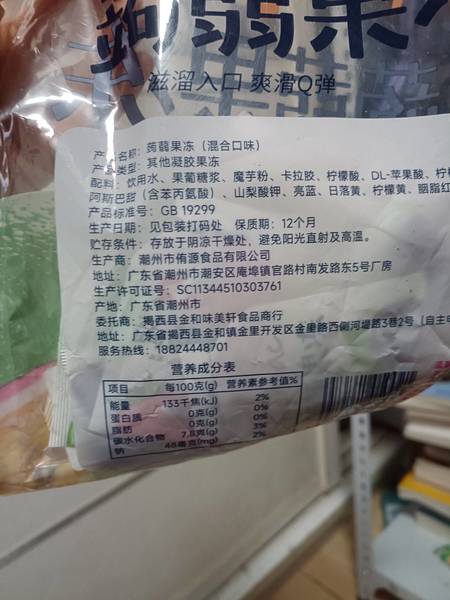 蒟蒻果冻
滋溜入口 爽滑Q弹
产品名称: 蒟蒻果冻（混合口味）
产品类型: 其他凝胶果冻
配料: 饮用水、果葡糖浆、魔芋粉、卡拉胶、柠檬酸、DL-苹果酸、柠檬
阿斯巴甜（含苯丙氨酸）、山梨酸钾、亮蓝、日落黄、柠檬黄、胭脂红
产品标准号: GB 19299
生产日期: 见包装打码处 保质期: 12个月
贮存条件: 存放于阴凉干燥处，避免阳光直射及高温。
生产商: 潮州市侑源食品有限公司
地址: 广东省潮州市潮安区庵埠镇官路村南发路东5号厂房
生产许可证号: SC11344510303761
产地: 广东省潮州市
委托商: 揭西县金和味美轩食品商行
地址: 广东省揭西县金和镇金里开发区金里路西侧河堤路3巷2号（自主
服务热线: 18824448701
营养成分表
项目 每100克(g) 营养素参考值%
能量 133千焦(kJ) 2%
蛋白质 0克(g) 0%
脂肪 0克(g) 0%
碳水化合物 7.8克(g) 3%
钠 48毫克(mg) 2%